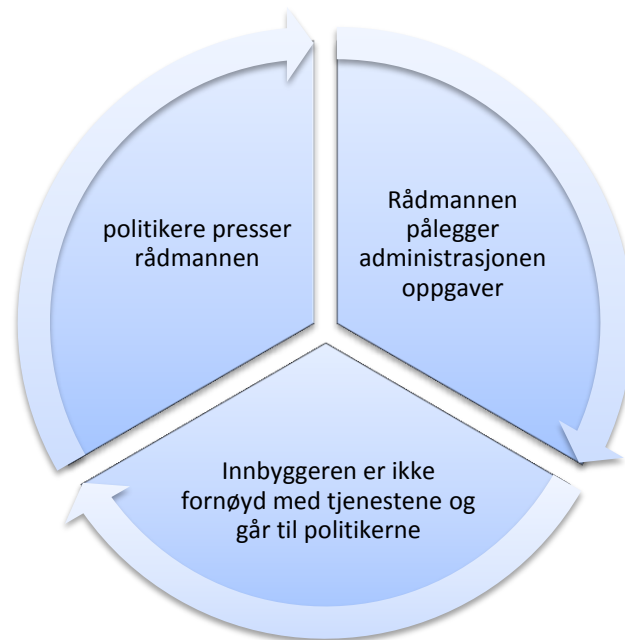 politikere presser
rådmannen
Rådmannen
pålegger
administrasjonen
oppgaver
Innbyggeren er ikke
fornøyd med tjenestene og
går til politikerne